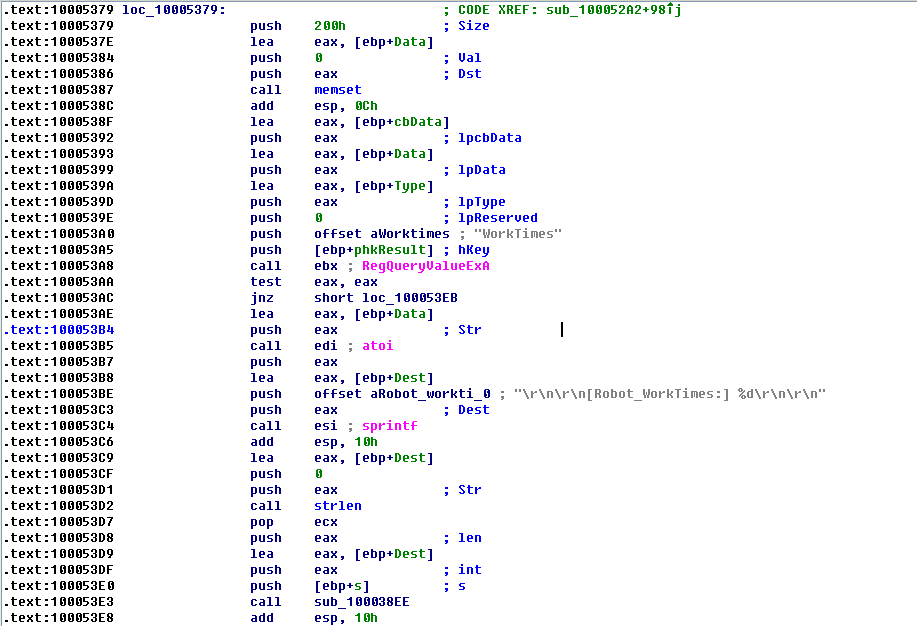 .text:10005379 loc_10005379: ; CODE XREF: sub_100052A2+98↑j
.text:10005379 push 200h ; Size
.text:1000537E lea eax, [ebp+Data]
.text:10005384 push 0 ; Val
.text:10005386 push eax ; Dst
.text:10005387 call memset
.text:1000538C add esp, 0Ch
.text:1000538F lea eax, [ebp+cbData]
.text:10005392 push eax ; lpcbData
.text:10005393 lea eax, [ebp+Data]
.text:10005399 push eax ; lpData
.text:1000539A lea eax, [ebp+Type]
.text:1000539D push eax ; lpType
.text:1000539E push 0 ; lpReserved
.text:100053A0 push offset aWorktimes ; "WorkTimes"
.text:100053A5 push [ebp+phkResult] ; hKey
.text:100053A8 call ebx ; RegQueryValueExA
.text:100053AA test eax, eax
.text:100053AC jnz short loc_100053EB
.text:100053AE lea eax, [ebp+Data]
.text:100053B4 push eax ; Str
.text:100053B5 call edi ; atoi
.text:100053B7 push eax
.text:100053B8 lea eax, [ebp+Dest]
.text:100053BE push offset aRobot_workti_0 ; "\r\n\r\n[Robot_WorkTimes:] %d\r\n\r\n"
.text:100053C3 push eax ; Dest
.text:100053C4 call esi ; sprintf
.text:100053C6 add esp, 10h
.text:100053C9 lea eax, [ebp+Dest]
.text:100053CF push 0
.text:100053D1 push eax ; Str
.text:100053D2 call strlen
.text:100053D7 pop ecx
.text:100053D8 push eax ; len
.text:100053D9 lea eax, [ebp+Dest]
.text:100053DF push eax ; int
.text:100053E0 push [ebp+s] ; s
.text:100053E3 call sub_100038EE
.text:100053E8 add esp, 10h